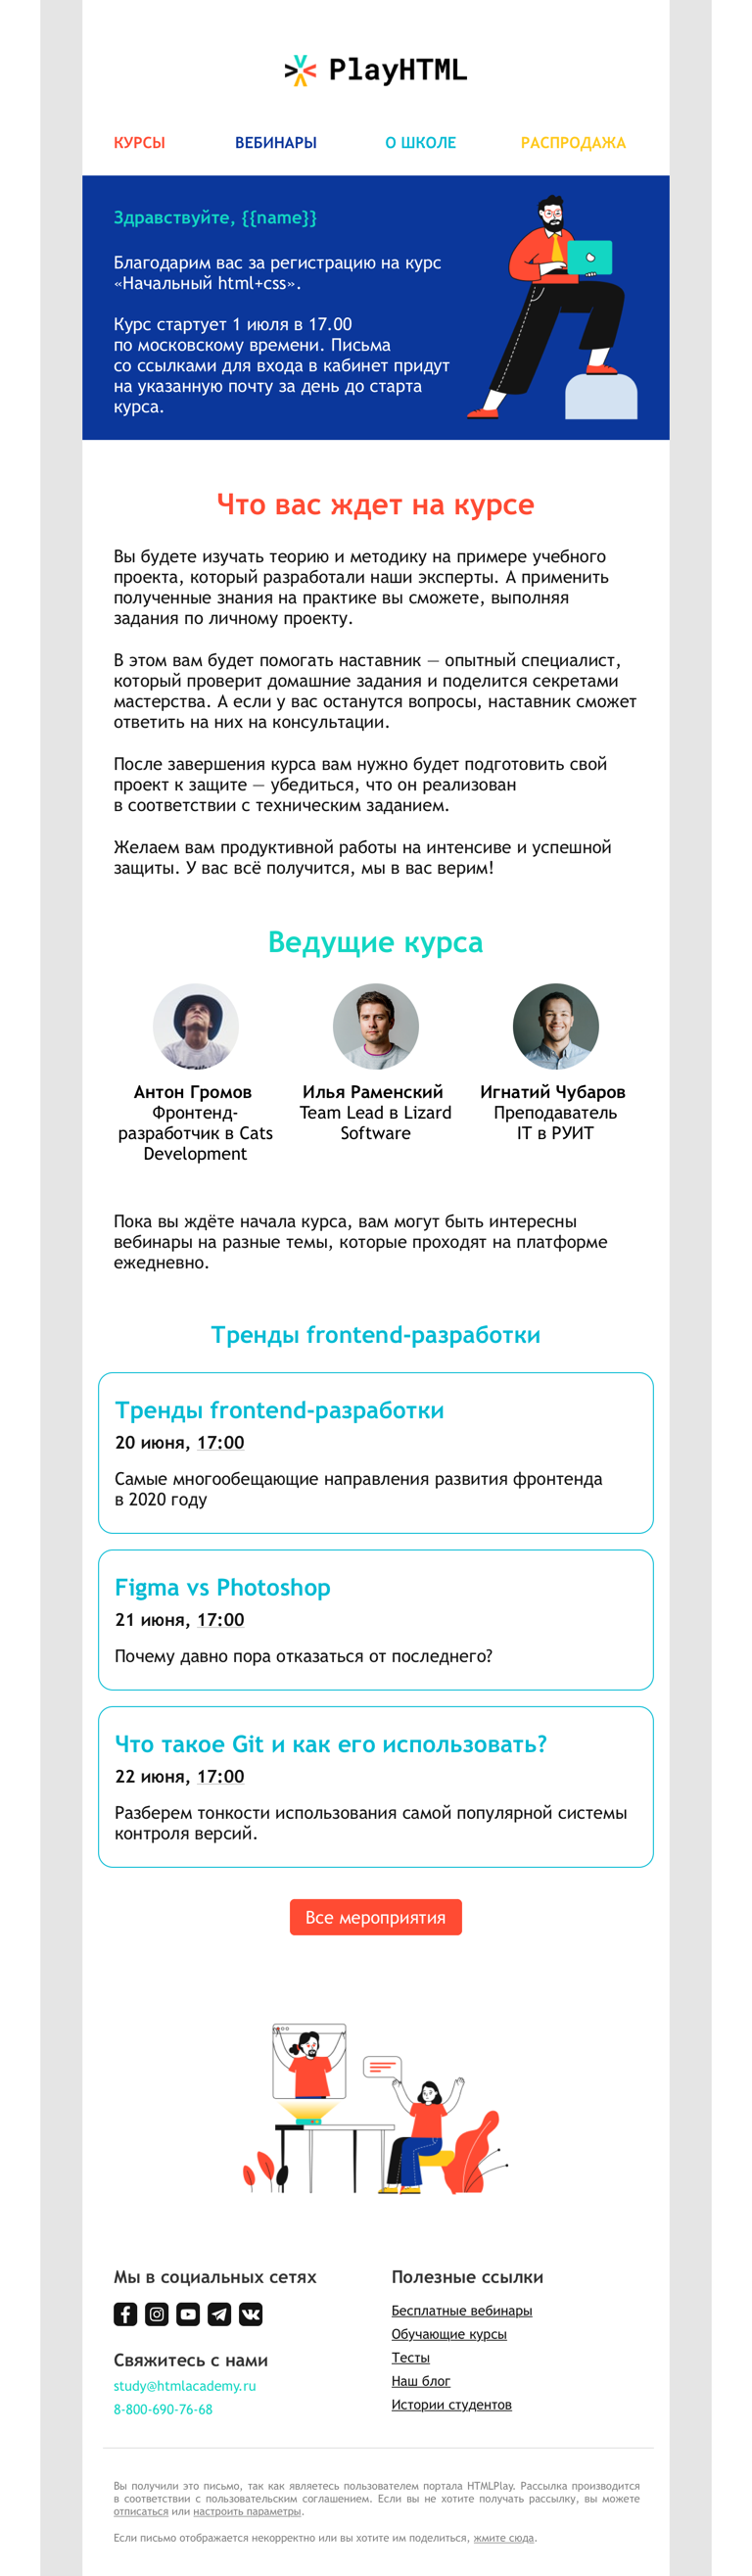 PlayHTML
КУРСЫ ВЕБИНАРЫ О ШКОЛЕ РАСПРОДАЖА
Здравствуйте, {{name}}
Благодарим вас за регистрацию на курс
«Начальный html+css».
Курс стартует 1 июля в 17.00
по московскому времени. Письма
со ссылками для входа в кабинет придут
на указанную почту за день до старта
курса.
Что вас ждет на курсе
Вы будете изучать теорию и методику на примере учебного
проекта, который разработали наши эксперты. А применить
полученные знания на практике вы сможете, выполняя
задания по личному проекту.
В этом вам будет помогать наставник — опытный специалист,
который проверит домашние задания и поделится секретами
мастерства. А если у вас останутся вопросы, наставник сможет
ответить на них на консультации.
После завершения курса вам нужно будет подготовить свой
проект к защите — убедиться, что он реализован
в соответствии с техническим заданием.
Желаем вам продуктивной работы на интенсиве и успешной
защиты. У вас всё получится, мы в вас верим!
Ведущие курса
Антон Громов
Фронтенд-
разработчик в Cats
Development
Илья Раменский
Team Lead в Lizard
Software
Игнатий Чубаров
Преподаватель
IT в РУИТ
Пока вы ждёте начала курса, вам могут быть интересны
вебинары на разные темы, которые проходят на платформе
ежедневно.
Тренды frontend-разработки
Тренды frontend-разработки
20 июня, 17:00
Самые многообещающие направления развития фронтенда
в 2020 году
Figma vs Photoshop
21 июня, 17:00
Почему давно пора отказаться от последнего?
Что такое Git и как его использовать?
22 июня, 17:00
Разберем тонкости использования самой популярной системы
контроля версий.
Все мероприятия
Мы в социальных сетях
Свяжитесь с нами
study@htmlacademy.ru
8-800-690-76-68
Полезные ссылки
Бесплатные вебинары
Обучающие курсы
Тесты
Наш блог
Истории студентов
Вы получили это письмо, так как являетесь пользователем портала HTMLPlay. Рассылка производится
в соответствии с пользовательским соглашением. Если вы не хотите получать рассылку, вы можете
отписаться или настроить параметры.
Если письмо отображается некорректно или вы хотите им поделиться, жмите сюда.